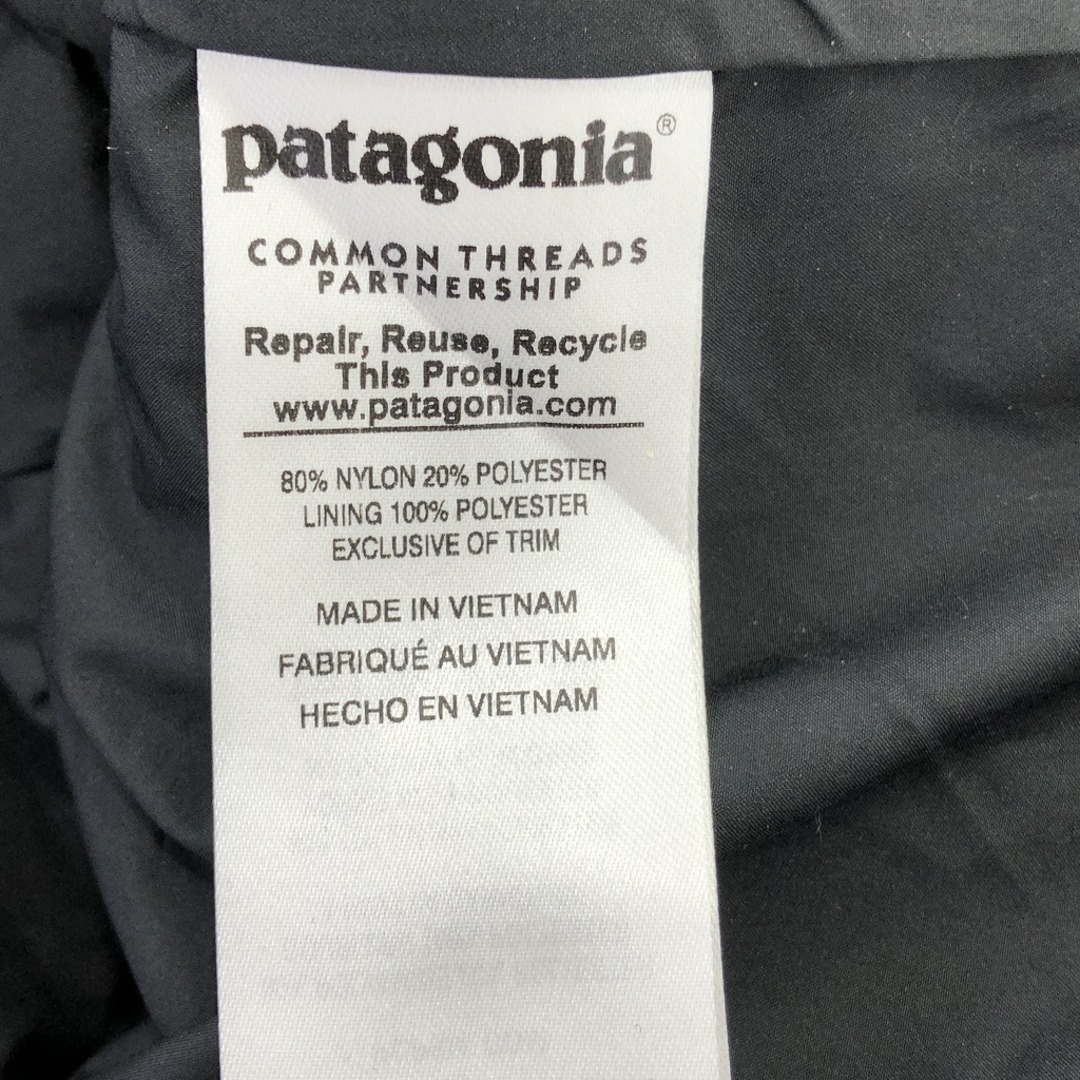 patagonia®
COMMON THREADS
PARTNERSHIP
Repair, Reuse, Recycle
This Product
www.patagonia.com
80% NYLON 20% POLYESTER
LINING 100% POLYESTER
EXCLUSIVE OF TRIM
MADE IN VIETNAM
FABRIQUÉ AU VIETNAM
HECHO EN VIETNAM